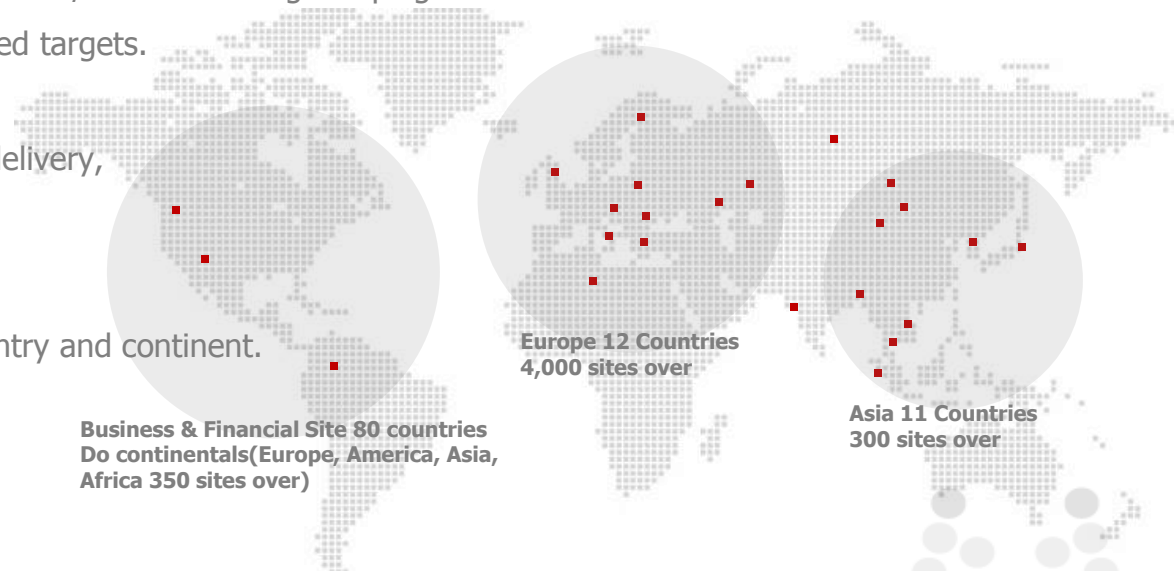 ed targets.
delivery,
ntry and continent.
Europe 12 Countries
4,000 sites over
Asia 11 Countries
300 sites over
Business & Financial Site 80 countries
Do continentals(Europe, America, Asia,
Africa 350 sites over)